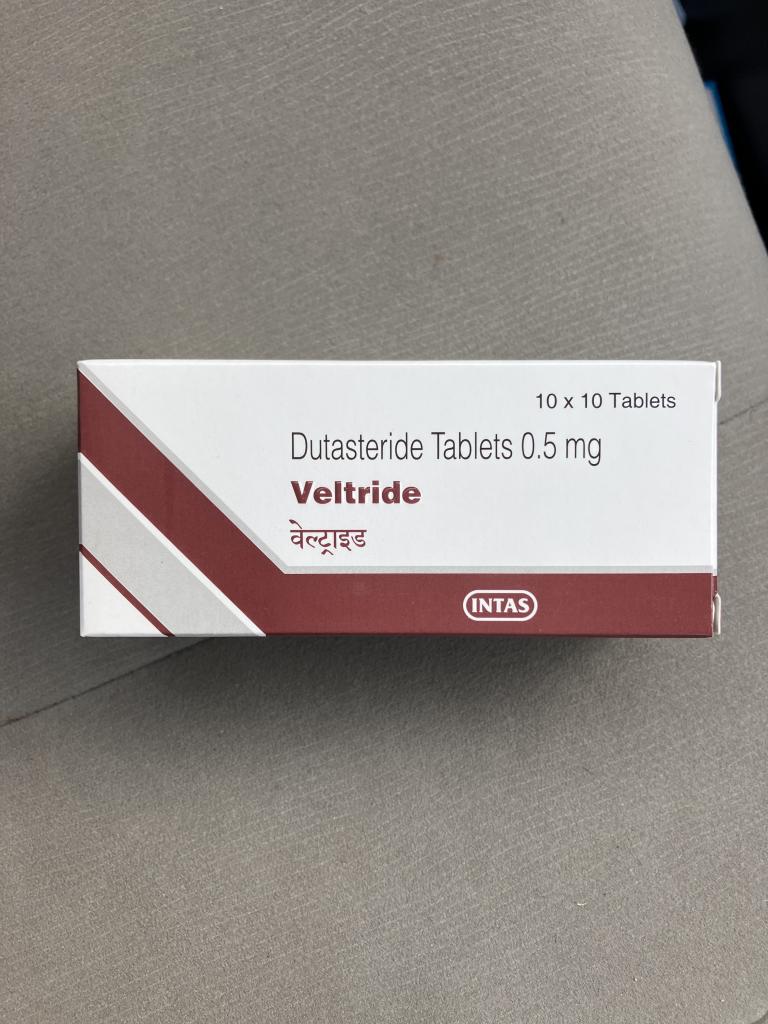 10 x 10 Tablets
Dutasteride Tablets 0.5 mg
Veltride
वेल्ट्राइड
INTAS